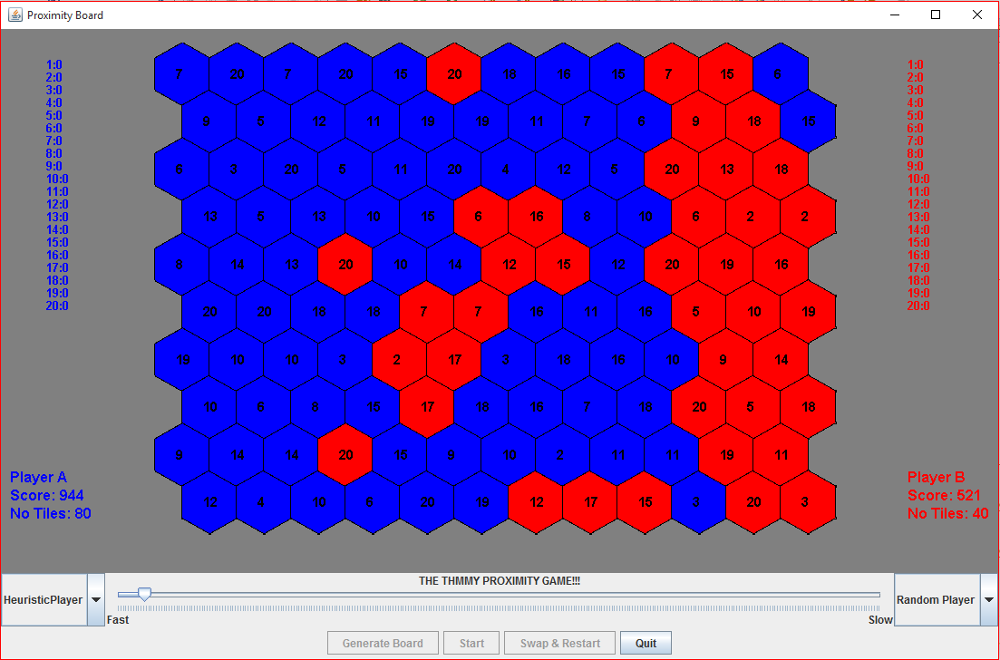 Proximity Board
1:0
2:0
3:0
4:0
5:0
6:0
7:0
8:0
9:0
10:0
11:0
12:0
13:0
14:0
15:0
16:0
17:0
18:0
19:0
20:0
7 20 7 20 15 20 18 16 15 7 15 6
9 5 12 11 19 19 11 7 6 9 18 15
6 3 20 5 11 20 4 12 5 20 13 18
13 5 13 10 15 6 16 8 10 6 2 2
8 14 13 20 10 14 12 15 12 20 19 16
20 20 18 18 7 7 16 11 16 5 10 19
19 10 10 3 2 17 3 18 16 10 9 14
10 6 8 15 17 18 16 7 18 20 5 18
9 14 14 20 15 9 10 2 11 11 19 11
12 4 10 6 20 19 12 17 15 3 20 3
1:0
2:0
3:0
4:0
5:0
6:0
7:0
8:0
9:0
10:0
11:0
12:0
13:0
14:0
15:0
16:0
17:0
18:0
19:0
20:0
Player A
Score: 944
No Tiles: 80
Player B
Score: 521
No Tiles: 40
HeuristicPlayer
THE THMMY PROXIMITY GAME!!!
Fast
Slow
Random Player
Generate Board
Start
Swap & Restart
Quit